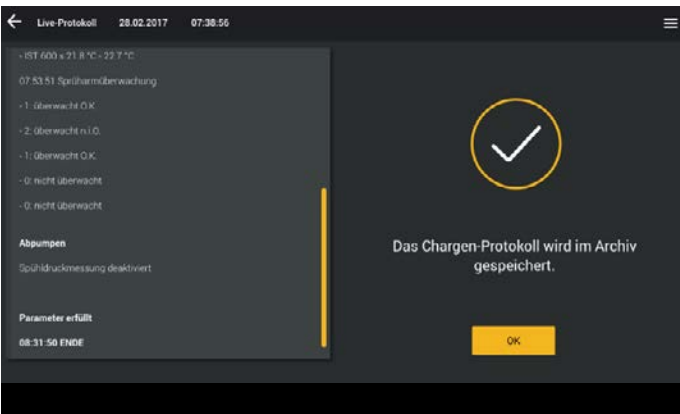 Live-Protokoll 28.02.2017 07:38:56
- IST 600 s 21.8 °C - 22.7 °C
07:53:51 Sprüharmüberwachung
- 1: überwacht O.K.
- 2: überwacht n.i.O.
- 1: überwacht O.K.
- 0: nicht überwacht
- 0: nicht überwacht
Abpumpen
Spühldruckmessung deaktiviert
Parameter erfüllt
08:31:50 ENDE
Das Chargen-Protokoll wird im Archiv
gespeichert.
OK